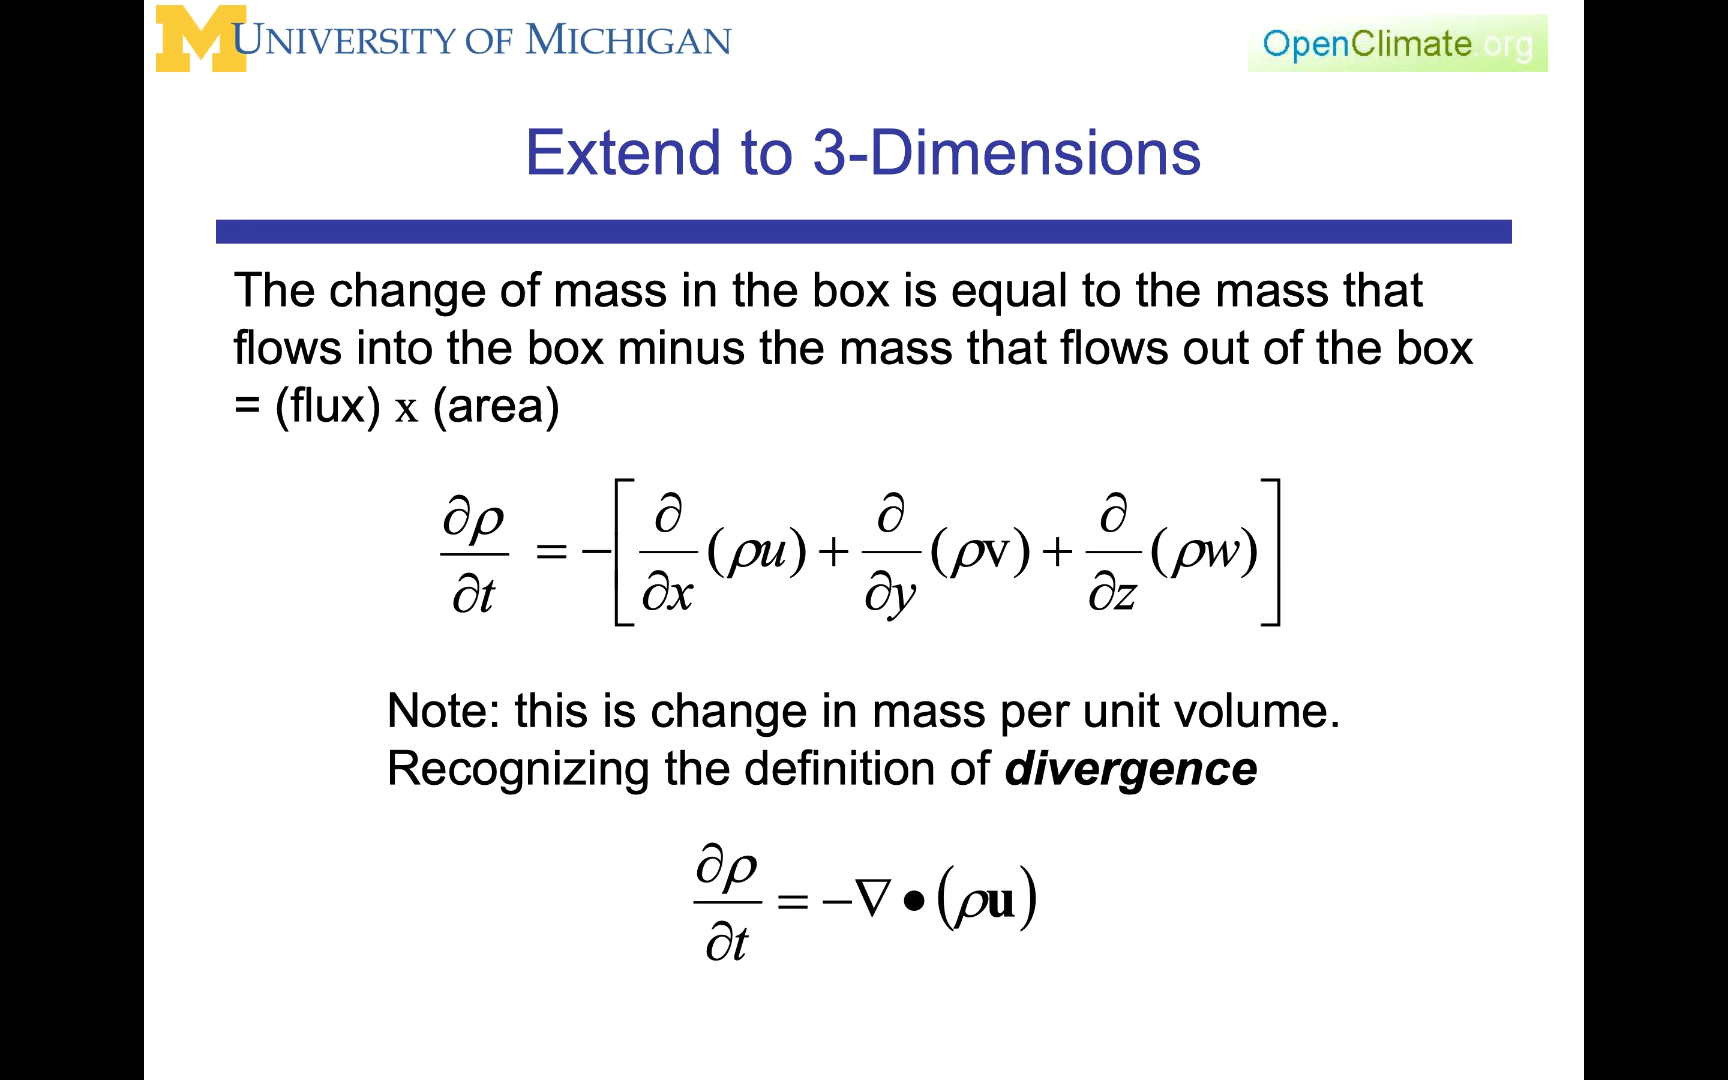 M UNIVERSITY OF MICHIGAN
OpenClimate.org
Extend to 3-Dimensions
The change of mass in the box is equal to the mass that
flows into the box minus the mass that flows out of the box
= (flux) x (area)
∂ρ/∂t = −[∂/∂x (ρu) + ∂/∂y (ρv) + ∂/∂z (ρw)]
Note: this is change in mass per unit volume.
Recognizing the definition of divergence
∂ρ/∂t = −∇•(ρu)